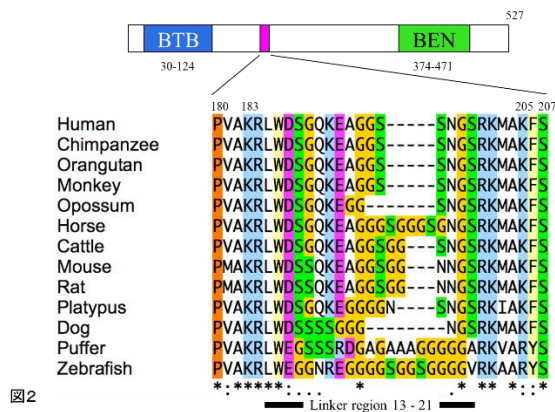 527
BTB
BEN
30-124
374-471
180 183 205 207
Human PVAKRLWDSGQKEAGGS-----SNGSRKMAKFS
Chimpanzee PVAKRLWDSGQKEAGGS-----SNGSRKMAKFS
Orangutan PVAKRLWDSGQKEAGGS-----SNGSRKMAKFS
Monkey PVAKRLWDSGQKEAGGS-----SNGSRKMAKFS
Opossum PVAKRLWDSGQKEGG-------SNGSRKMAKFS
Horse PVAKRLWDSGQKEAGGGSGGGSGNGSRKMAKFS
Cattle PVAKRLWDSGQKEAGGSGG---SNGSRKMAKFS
Mouse PMAKRLWDSSQKEAGGSGG---NNGSRKMAKFS
Rat PMAKRLWDSSQKEAGGSGG---NNGSRKMAKFS
Platypus PVAKRLWDSGQKEGGGGN----SNGSRKIAKFS
Dog PVAKRLWDSSSSGGG--------NGSRKMAKFS
Puffer PVAKRLWEGSSSRDGAGAAAGGGGGARKVARYS
Zebrafish PVAKRLWEGGNREGGGGSGGSGGGGVRKAARYS
*:*****:... * .* ** *::*
Linker region 13 - 21
図2